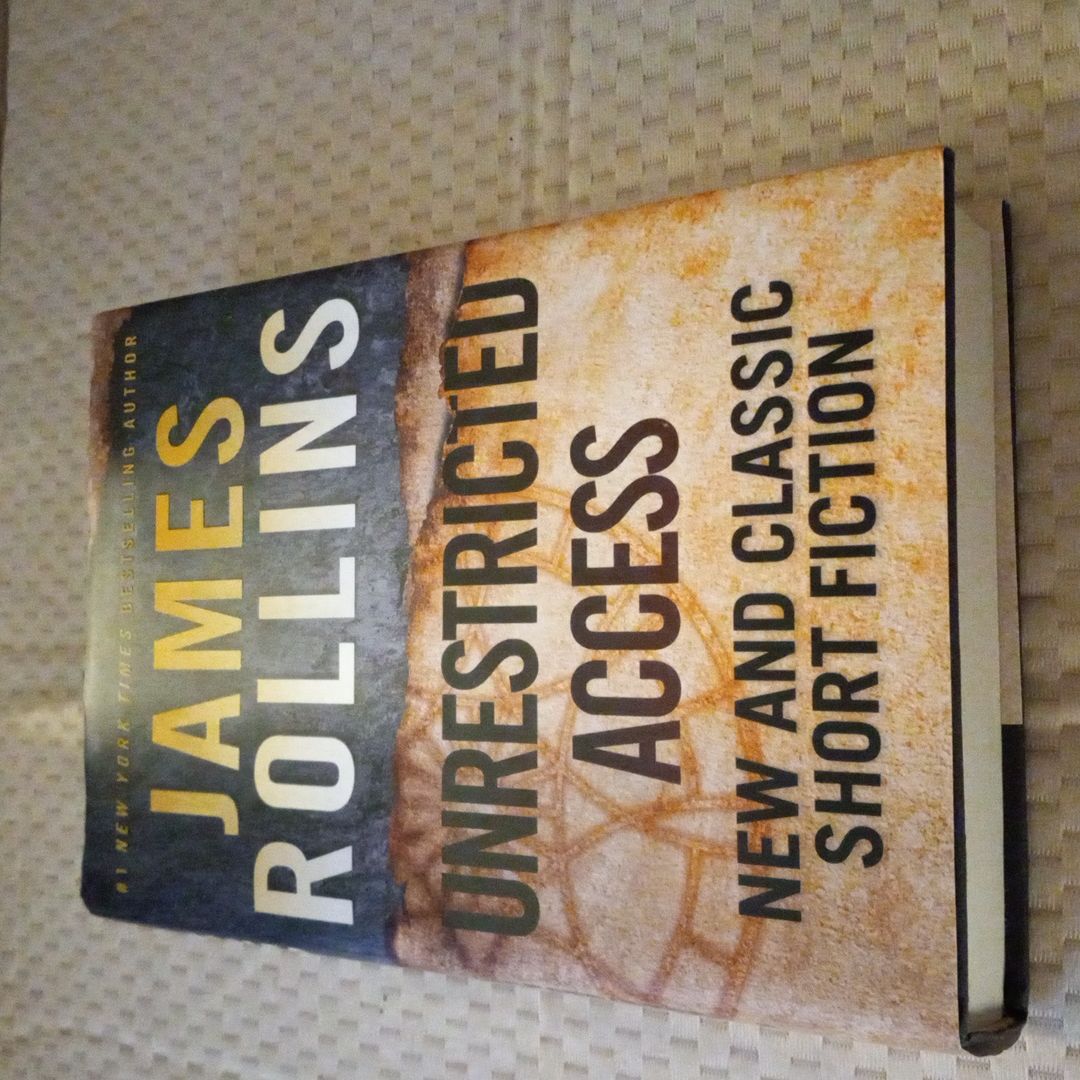 #1 NEW YORK TIMES BESTSELLING AUTHOR
JAMES
ROLLINS
UNRESTRICTED
ACCESS
NEW AND CLASSIC
SHORT FICTION